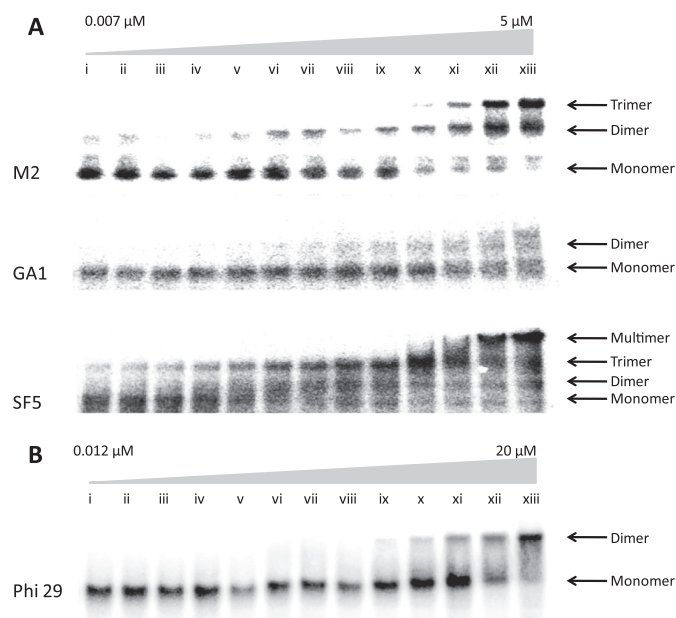 A
0.007 µM 5 µM
i ii iii iv v vi vii viii ix x xi xii xiii
Trimer
Dimer
M2 Monomer
Dimer
GA1 Monomer
Multimer
Trimer
Dimer
SF5 Monomer
B
0.012 µM 20 µM
i ii iii iv v vi vii viii ix x xi xii xiii
Dimer
Phi 29 Monomer